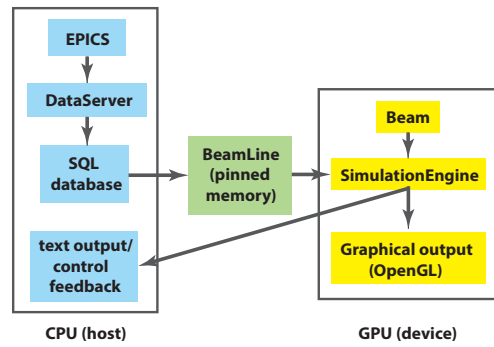 EPICS
DataServer
SQL
database
text output/
control
feedback
CPU (host)
BeamLine
(pinned
memory)
Beam
SimulationEngine
Graphical output
(OpenGL)
GPU (device)